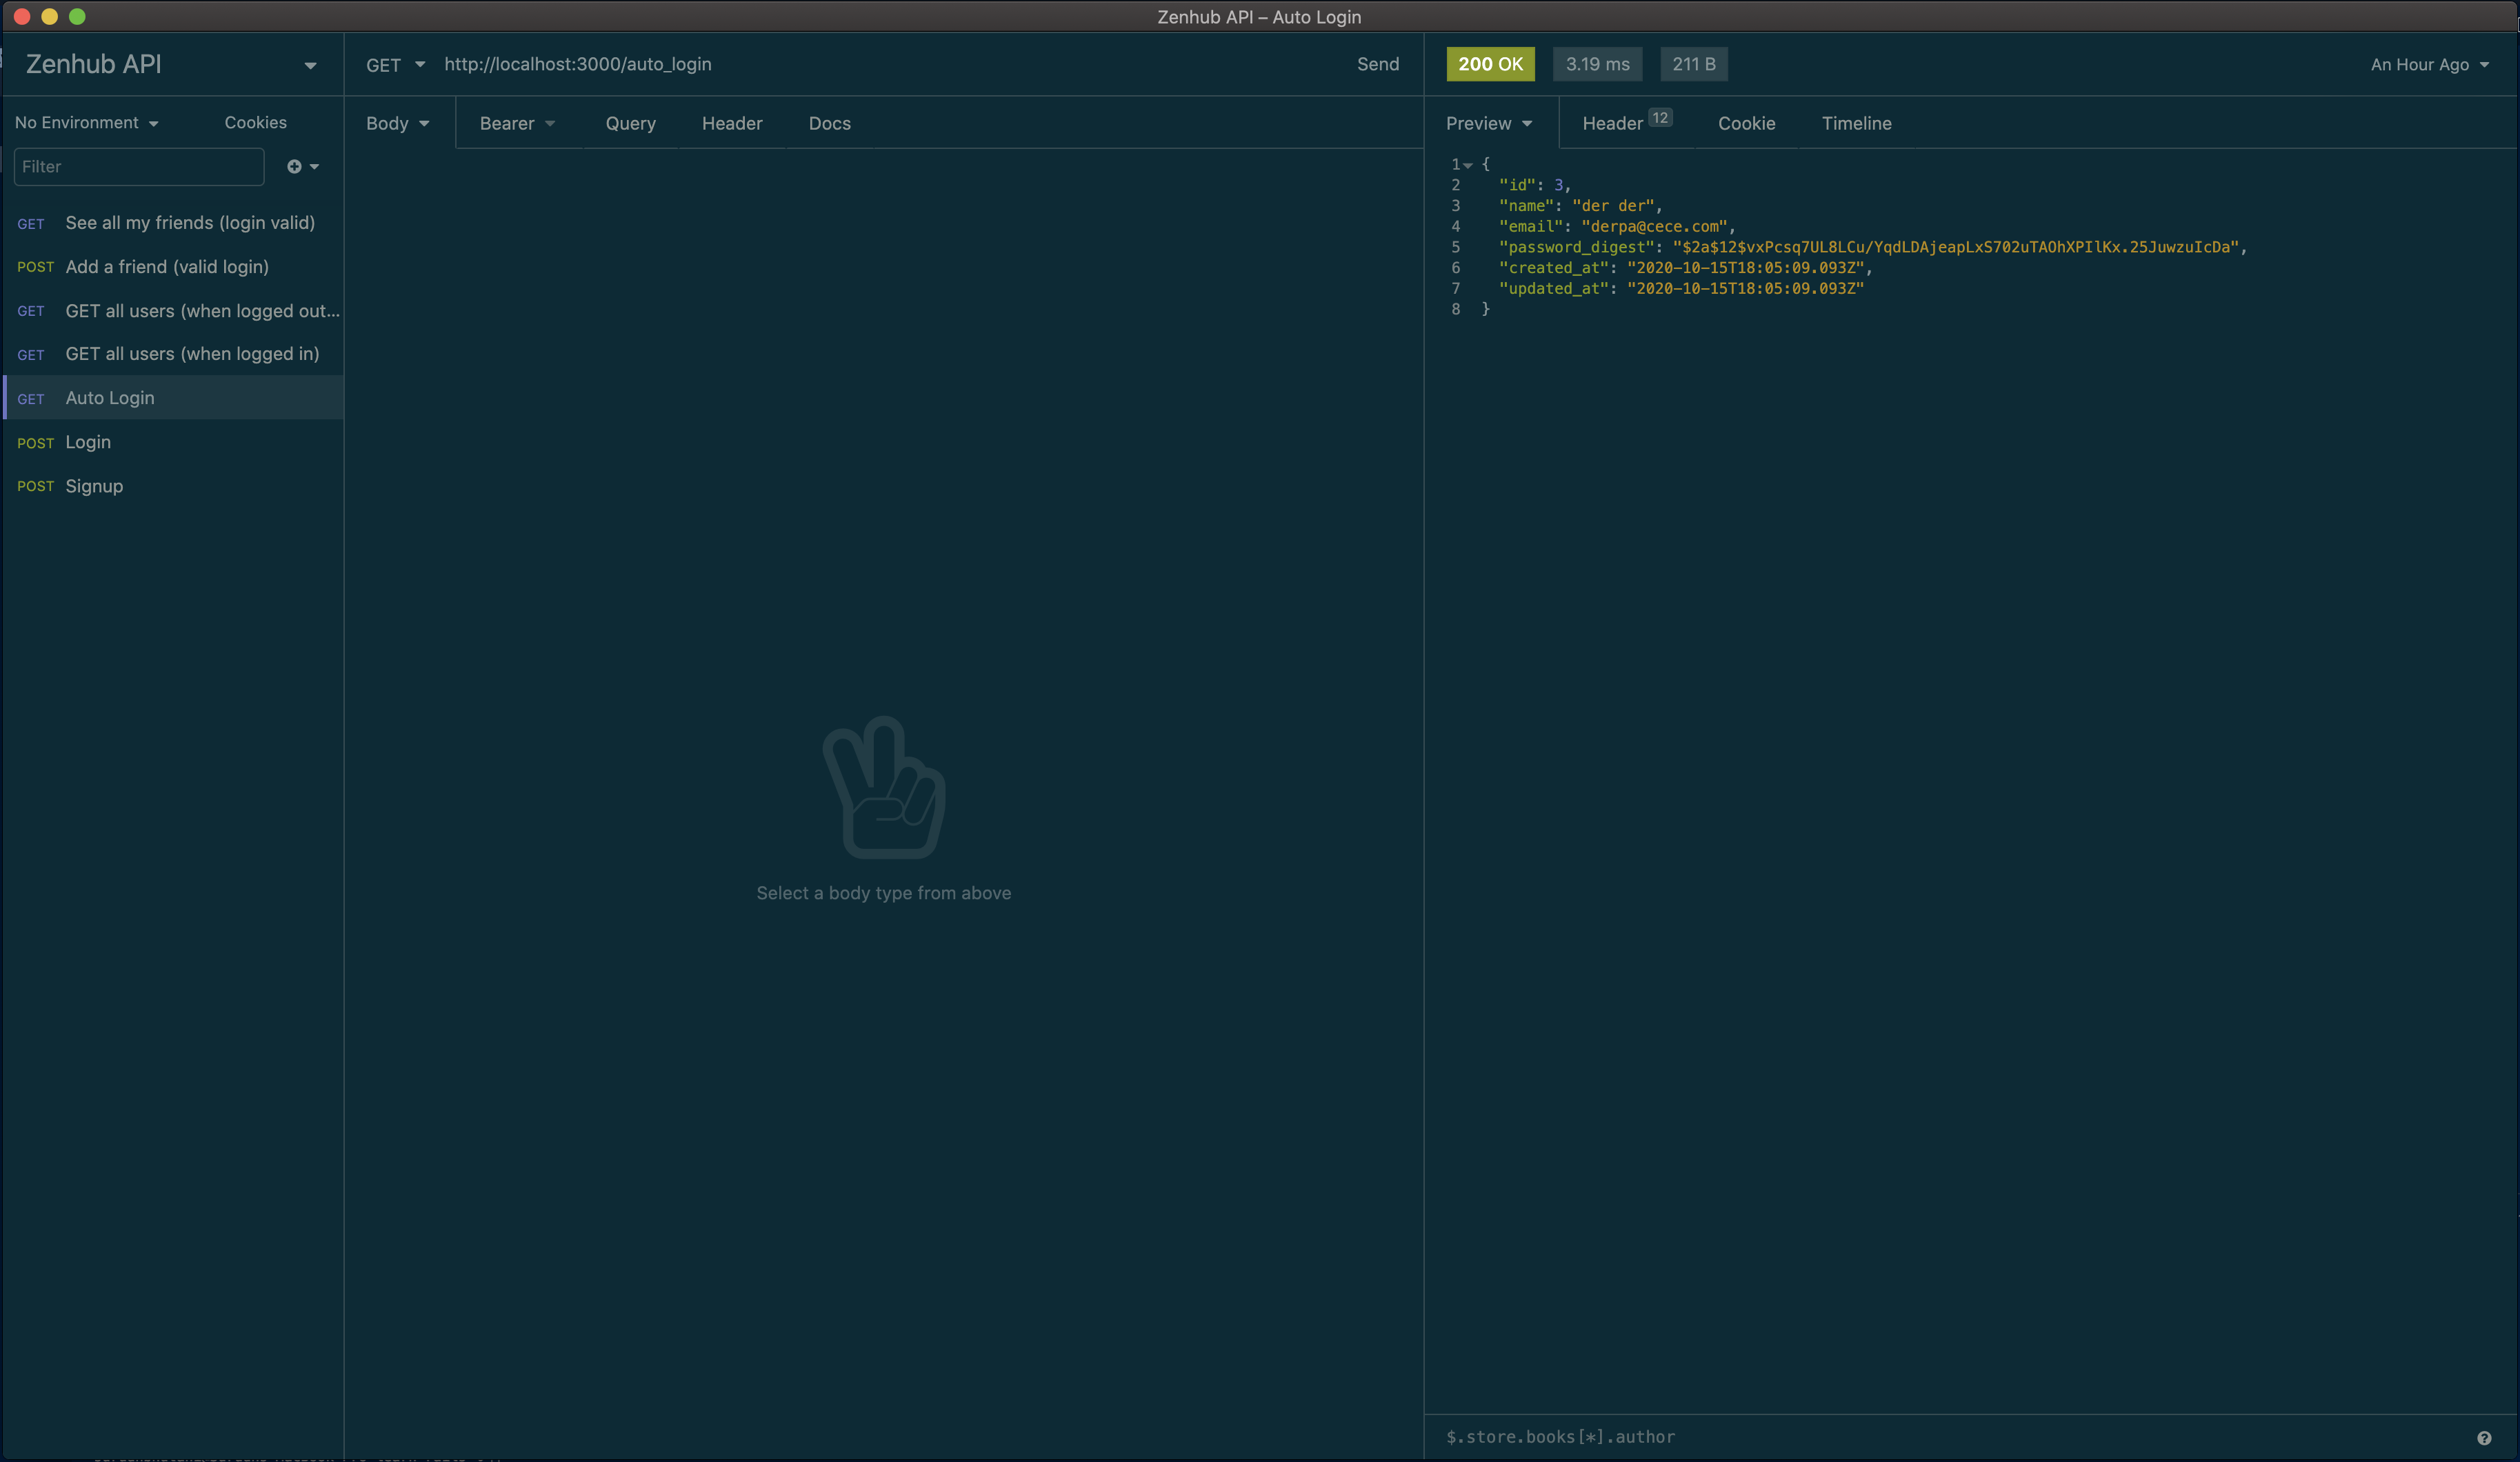 Zenhub API – Auto Login
Zenhub API
GET http://localhost:3000/auto_login Send
200 OK 3.19 ms 211 B An Hour Ago
No Environment Cookies
Filter
GET See all my friends (login valid)
POST Add a friend (valid login)
GET GET all users (when logged out...
GET GET all users (when logged in)
GET Auto Login
POST Login
POST Signup
Body Bearer Query Header Docs
Select a body type from above
Preview Header 12 Cookie Timeline
1 {
2 "id": 3,
3 "name": "der der",
4 "email": "derpa@cece.com",
5 "password_digest": "$2a$12$vxPcsq7UL8LCu/YqdLDAjeapLxS702uTAOhXPIlKx.25JuwzuIcDa",
6 "created_at": "2020-10-15T18:05:09.093Z",
7 "updated_at": "2020-10-15T18:05:09.093Z"
8 }
$.store.books[*].author